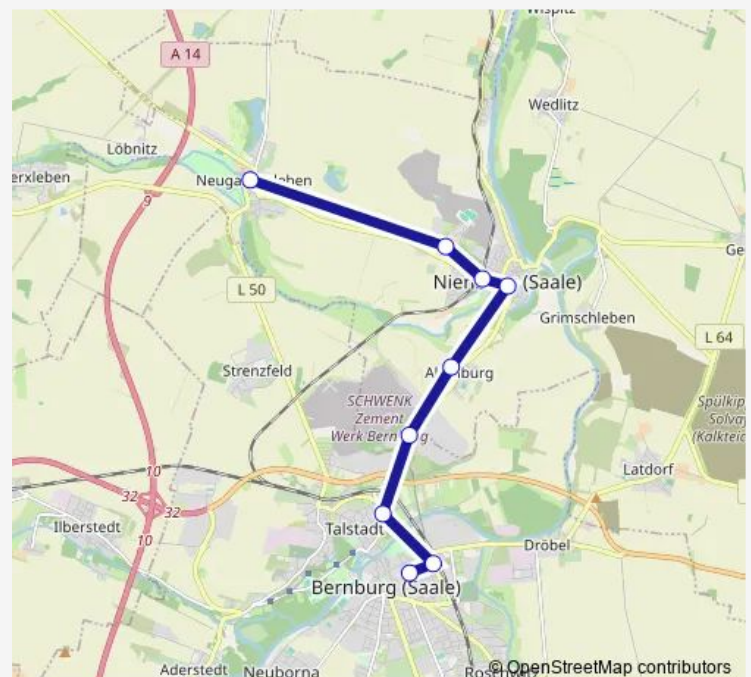 Wispitz
A 14
Wedlitz
Löbnitz
erxleben
Neuga
leben
9
Nien
(Saale)
L 50
Ge
Grimschleben
L 64
Strenzfeld
A
burg
SCHWENK
Zement
Werk Bern
g
Spülkip
Solvay
(Kalkteic
10
32
32
10
Latdorf
Ilberstedt
Talstadt
Dröbel
Bernburg (Saale)
Aderstedt
Neuborna
© OpenStreetMap contributors